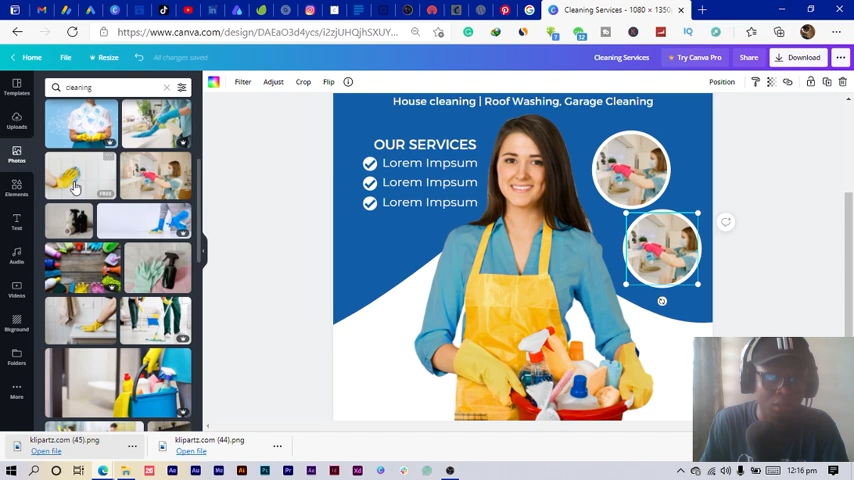 Cleaning Services - 1080 × 1350
https://www.canva.com/design/DAEaO3d4ycs/i2zjUHQjhSXUY...
Home
File
Resize
All changes saved
Cleaning Services
Try Canva Pro
Share
Download
Templates
Uploads
Photos
Elements
Text
Audio
Videos
Bkground
Folders
More
cleaning
FREE
Filter
Adjust
Crop
Flip
Position
House cleaning | Roof Washing, Garage Cleaning
OUR SERVICES
Lorem Impsum
Lorem Impsum
Lorem Impsum
klipartz.com (45).png
Open file
klipartz.com (44).png
Open file
12:16 pm